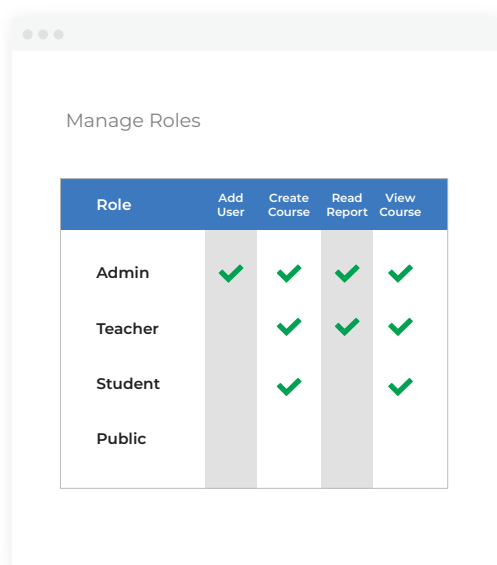 Manage Roles
Role Add User Create Course Read Report View Course
Admin
Teacher
Student
Public